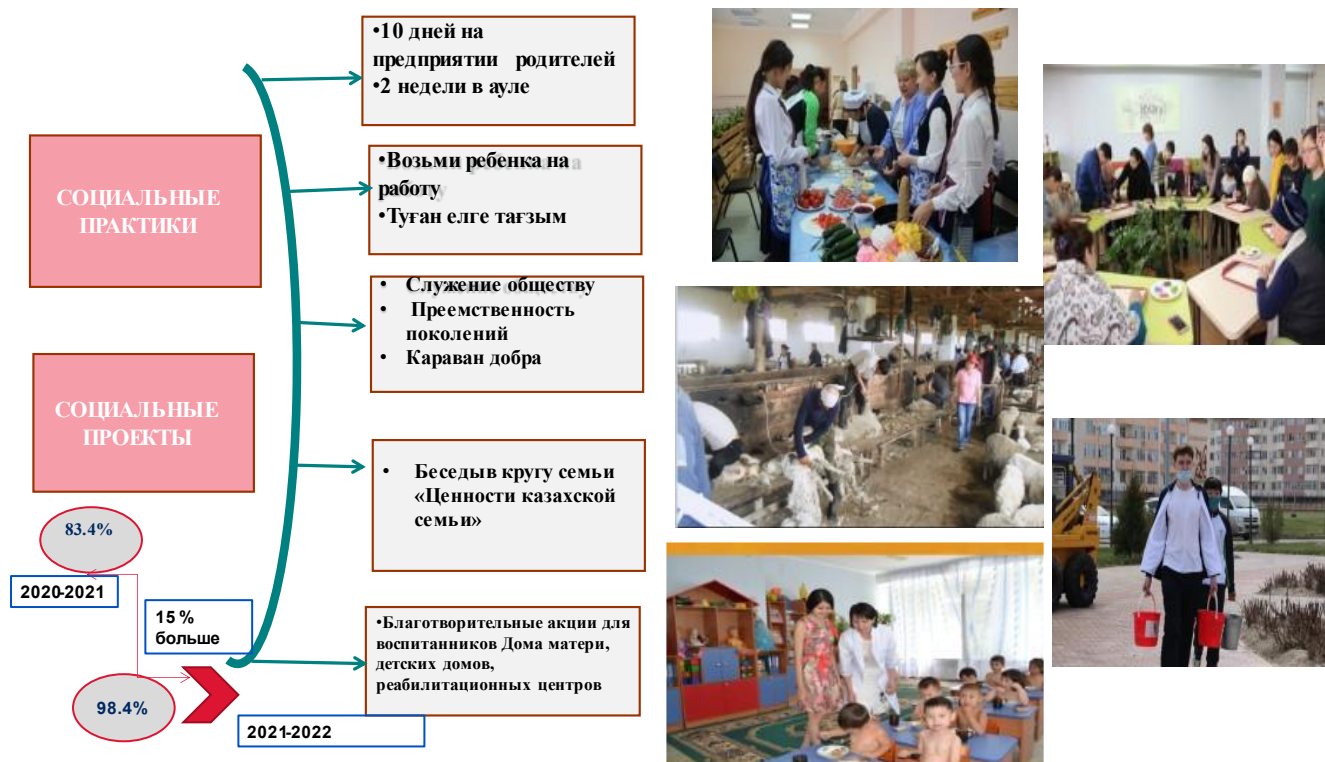 •10 дней на
предприятии родителей
•2 недели в ауле
СОЦИАЛЬНЫЕ
ПРАКТИКИ
•Возьми ребенка на
работу
•Туған елге тағзым
• Служение обществу
• Преемственность
поколений
• Караван добра
СОЦИАЛЬНЫЕ
ПРОЕКТЫ
• Беседыв кругу семьи
«Ценности казахской
семьи»
83.4%
2020-2021
15 %
больше
98.4%
2021-2022
•Благотворительные акции для
воспитанников Дома матери,
детских домов,
реабилитационных центров